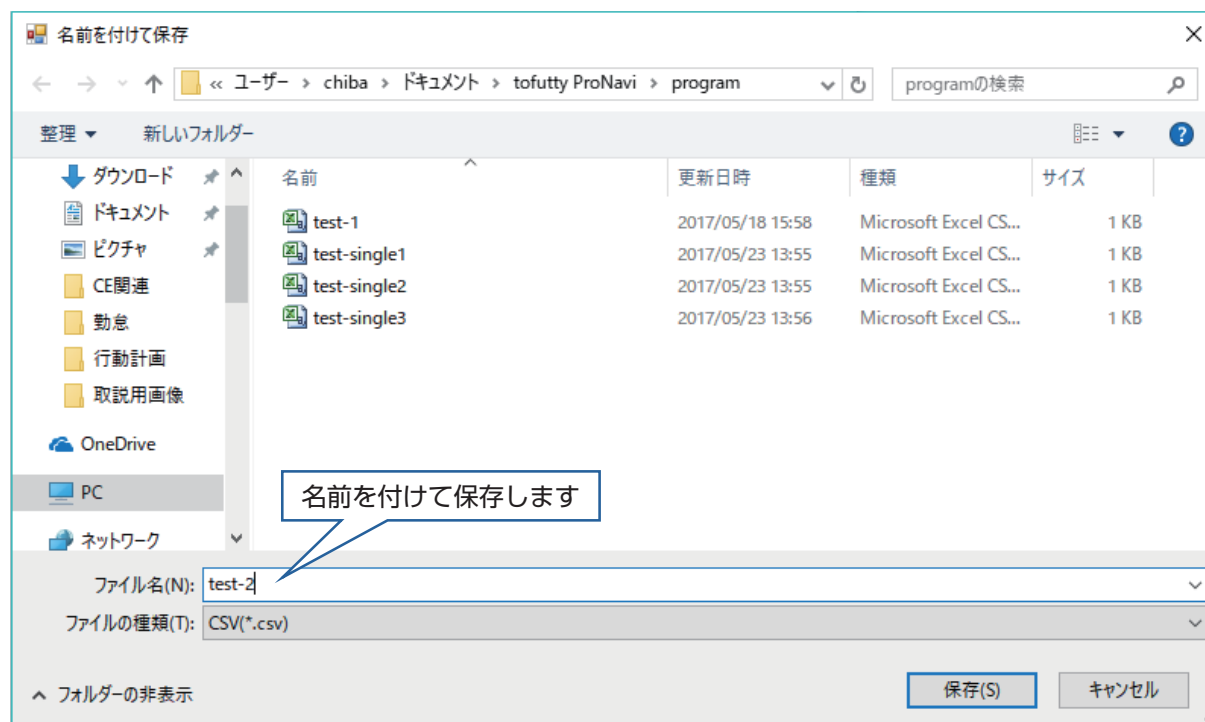 名前を付けて保存
« ユーザー › chiba › ドキュメント › tofutty ProNavi › program
programの検索
整理 新しいフォルダー
ダウンロード
ドキュメント
ピクチャ
CE関連
勤怠
行動計画
取説用画像
OneDrive
PC
ネットワーク
名前 更新日時 種類 サイズ
test-1 2017/05/18 15:58 Microsoft Excel CS... 1 KB
test-single1 2017/05/23 13:55 Microsoft Excel CS... 1 KB
test-single2 2017/05/23 13:55 Microsoft Excel CS... 1 KB
test-single3 2017/05/23 13:56 Microsoft Excel CS... 1 KB
名前を付けて保存します
ファイル名(N): test-2
ファイルの種類(T): CSV(*.csv)
フォルダーの非表示
保存(S) キャンセル